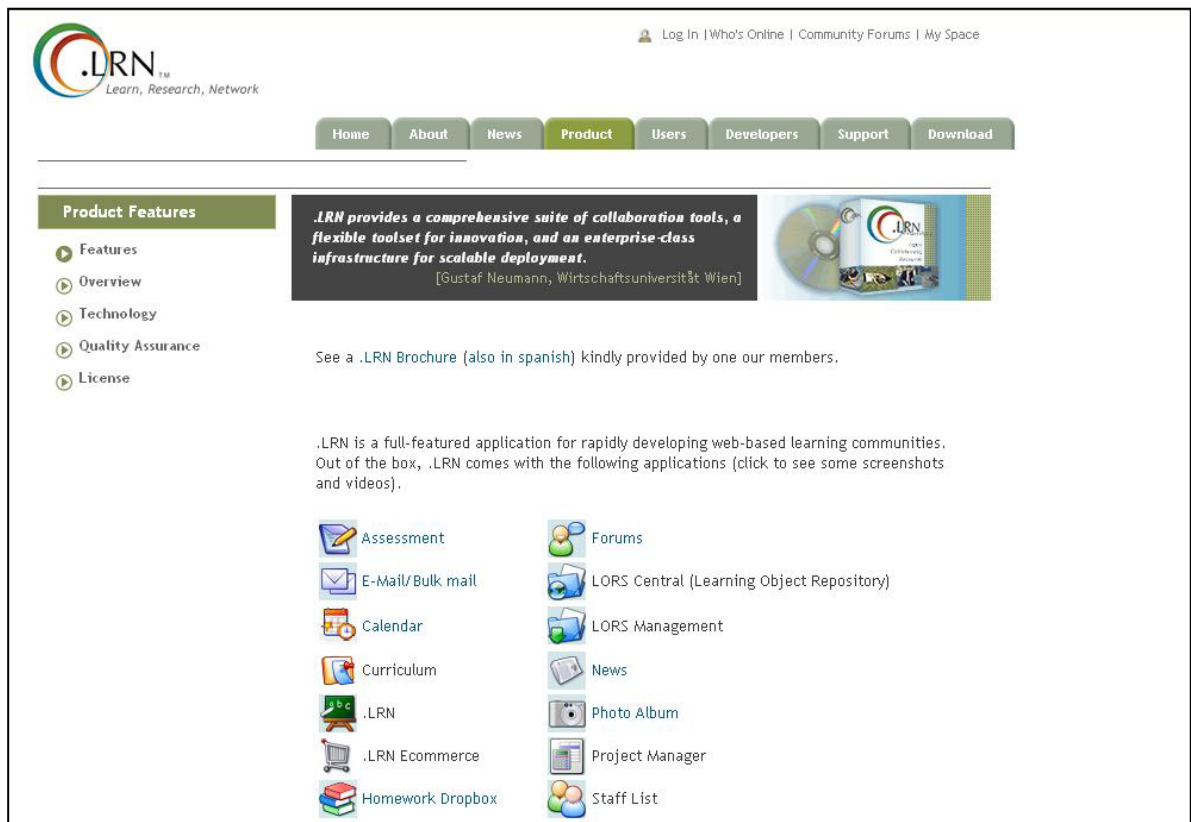 .LRN TM
Learn, Research, Network
Log In | Who's Online | Community Forums | My Space
Home About News Product Users Developers Support Download
Product Features
Features
Overview
Technology
Quality Assurance
License
.LRN provides a comprehensive suite of collaboration tools, a
flexible toolset for innovation, and an enterprise-class
infrastructure for scalable deployment.
[Gustaf Neumann, Wirtschaftsuniversität Wien]
.LRN
See a .LRN Brochure (also in spanish) kindly provided by one our members.
.LRN is a full-featured application for rapidly developing web-based learning communities.
Out of the box, .LRN comes with the following applications (click to see some screenshots
and videos).
Assessment
Forums
E-Mail/Bulk mail
LORS Central (Learning Object Repository)
Calendar
LORS Management
Curriculum
News
abc
.LRN
Photo Album
.LRN Ecommerce
Project Manager
Homework Dropbox
Staff List